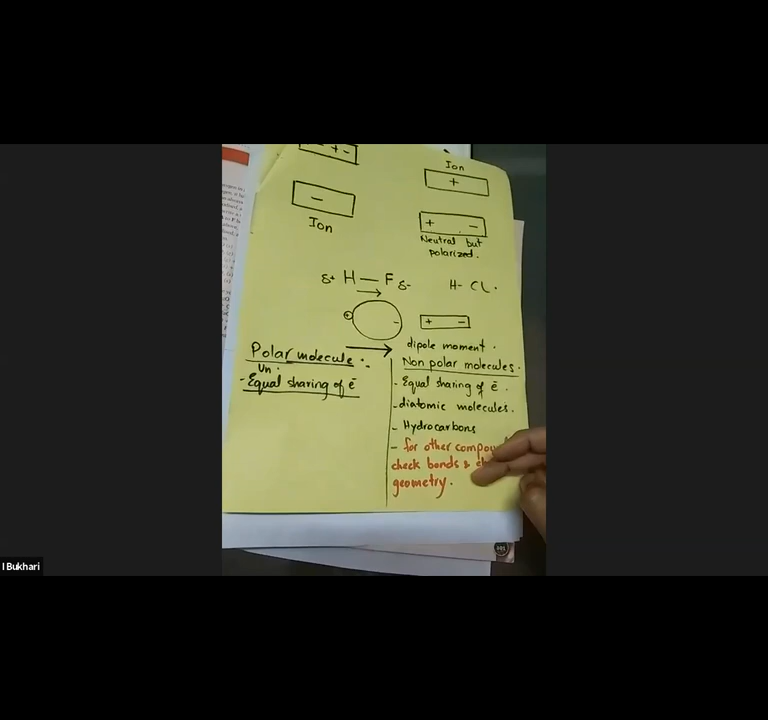 + -
Ion
+
-
Ion
+ -
Neutral but
polarized.
δ+ H — F δ-
H- Cl.
+
-
+ -
dipole moment.
Polar molecule :-
Un.
- Equal sharing of ē
Non polar molecules.
- Equal sharing of ē.
- diatomic molecules.
- Hydrocarbons
- for other
check bonds &
geometry.
I Bukhari